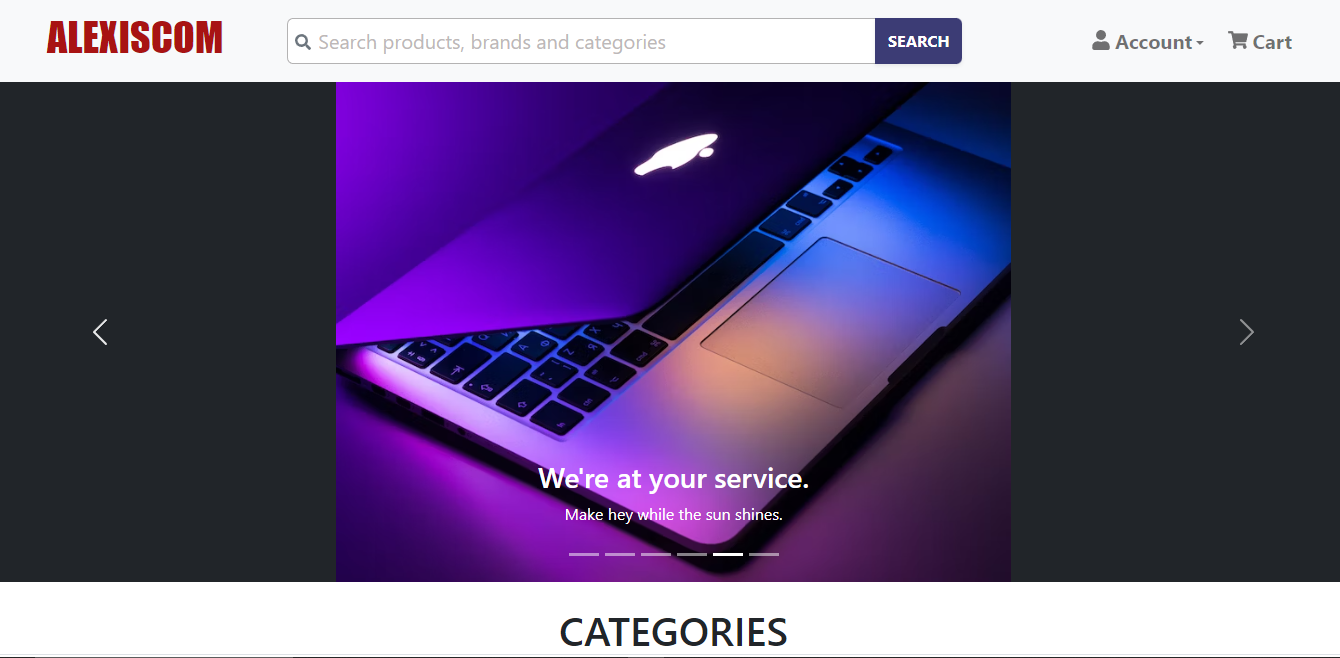 ALEXISCOM
Search products, brands and categories
SEARCH
Account
Cart
We're at your service.
Make hey while the sun shines.
CATEGORIES